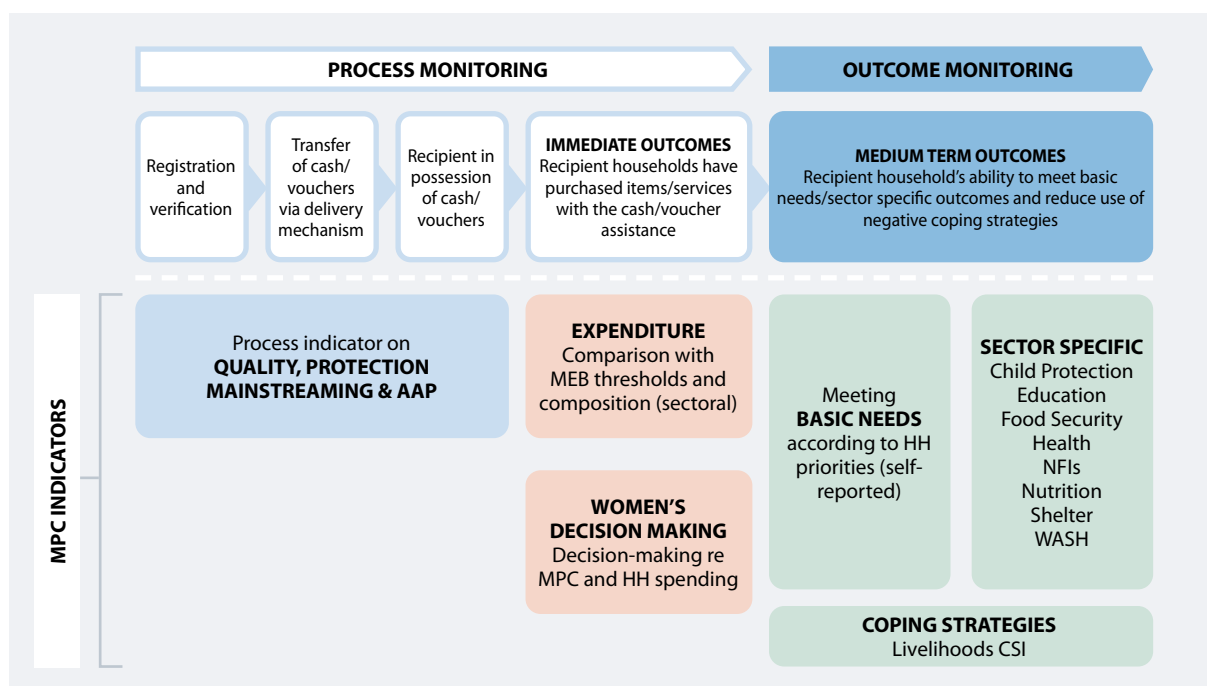 PROCESS MONITORING
OUTCOME MONITORING
Registration
and
verification
Transfer
of cash/
vouchers
via delivery
mechanism
Recipient in
possession
of cash/
vouchers
IMMEDIATE OUTCOMES
Recipient households have
purchased items/services
with the cash/voucher
assistance
MEDIUM TERM OUTCOMES
Recipient household’s ability to meet basic
needs/sector specific outcomes and reduce use of
negative coping strategies
MPC INDICATORS
Process indicator on
QUALITY, PROTECTION
MAINSTREAMING & AAP
EXPENDITURE
Comparison with
MEB thresholds and
composition (sectoral)
WOMEN’S
DECISION MAKING
Decision-making re
MPC and HH spending
Meeting
BASIC NEEDS
according to HH
priorities (self-
reported)
SECTOR SPECIFIC
Child Protection
Education
Food Security
Health
NFIs
Nutrition
Shelter
WASH
COPING STRATEGIES
Livelihoods CSI